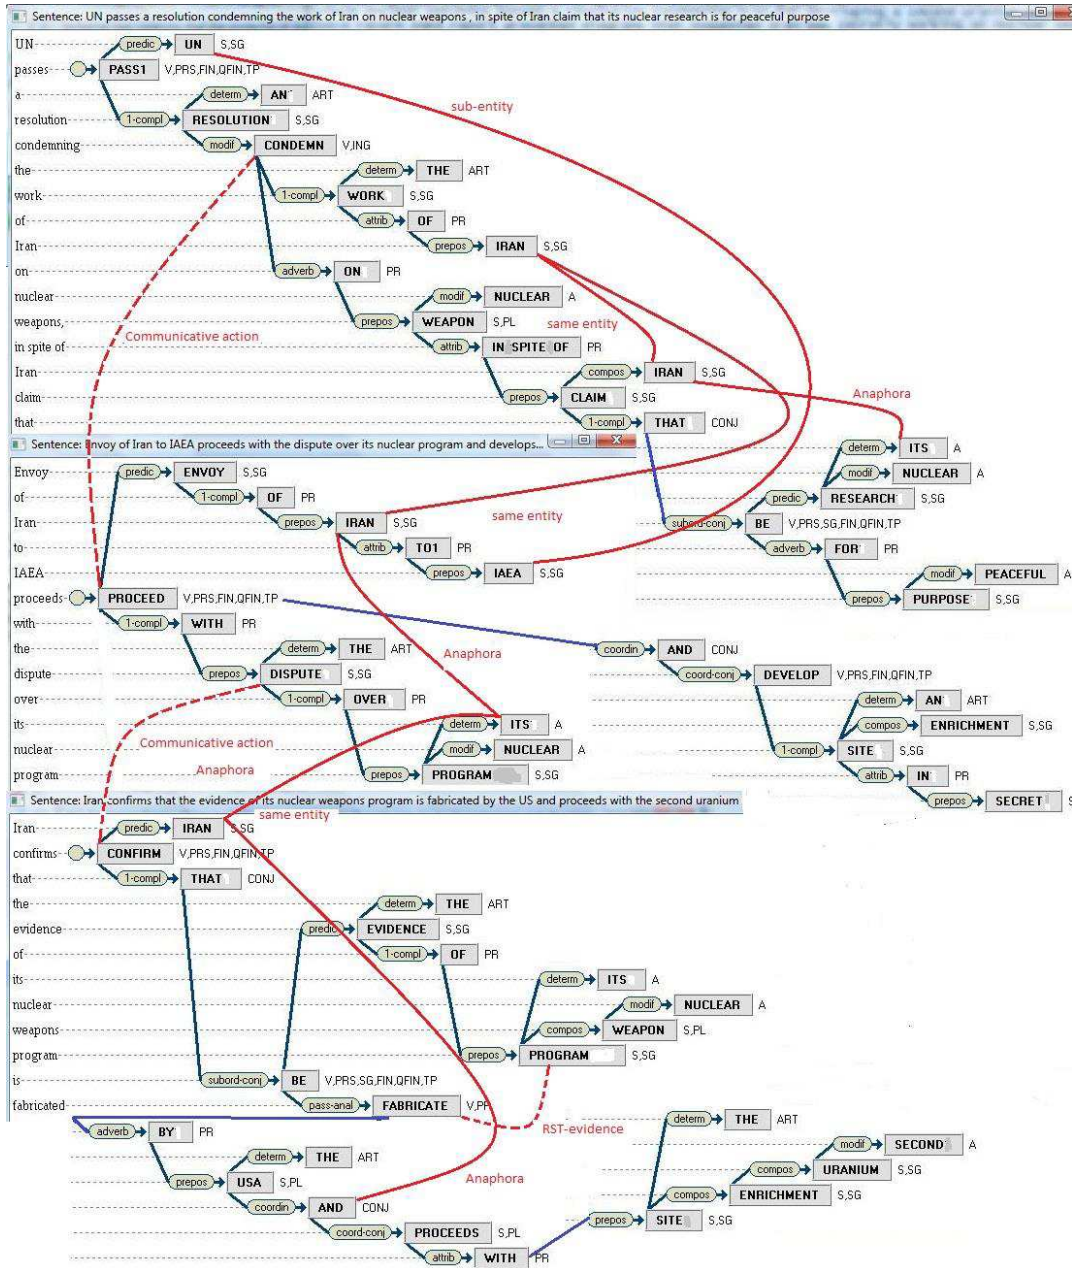 Sentence: UN passes a resolution condemning the work of Iran on nuclear weapons , in spite of Iran claim that its nuclear research is for peaceful purpose
UN predic UN S,SG
passes PASS1 V,PRS,FIN,QFIN,TP
a determ AN ART
sub-entity
resolution 1-compl RESOLUTION S,SG
condemning modif CONDEMN V,ING
the determ THE ART
work 1-compl WORK S,SG
of attrib OF PR
Iran prepos IRAN S,SG
on adverb ON PR
nuclear modif NUCLEAR A
weapons, prepos WEAPON S,PL
Communicative action same entity
in spite of attrib IN SPITE OF PR
Iran compos IRAN S,SG
claim prepos CLAIM S,SG
Anaphora
that 1-compl THAT CONJ
Sentence: Envoy of Iran to IAEA proceeds with the dispute over its nuclear program and develops...
determ ITS A
Envoy predic ENVOY S,SG modif NUCLEAR A
of 1-compl OF PR predic RESEARCH S,SG
same entity
Iran prepos IRAN S,SG subord-conj BE V,PRS,SG,FIN,QFIN,TP
to attrib TO1 PR adverb FOR PR
IAEA prepos IAEA S,SG modif PEACEFUL A
proceeds PROCEED V,PRS,FIN,QFIN,TP prepos PURPOSE S,SG
with 1-compl WITH PR
the determ THE ART coordin AND CONJ
Anaphora
dispute prepos DISPUTE S,SG coord-conj DEVELOP V,PRS,FIN,QFIN,TP
over 1-compl OVER PR determ AN ART
its determ ITS A compos ENRICHMENT S,SG
Communicative action
nuclear modif NUCLEAR A 1-compl SITE S,SG
Anaphora
program prepos PROGRAM S,SG attrib IN PR
Sentence: Iran confirms that the evidence of its nuclear weapons program is fabricated by the US and proceeds with the second uranium
prepos SECRET S
same entity
Iran predic IRAN S,SG
confirms CONFIRM V,PRS,FIN,QFIN,TP
that 1-compl THAT CONJ
the determ THE ART
evidence predic EVIDENCE S,SG
of 1-compl OF PR
its determ ITS A
nuclear modif NUCLEAR A
weapons compos WEAPON S,PL
program prepos PROGRAM S,SG
is subord-conj BE V,PRS,SG,FIN,QFIN,TP
fabricated pass-anal FABRICATE V,PP
determ THE ART
adverb BY PR RST-evidence
modif SECOND A
determ THE ART
compos URANIUM S,SG
prepos USA S,PL Anaphora
compos ENRICHMENT S,SG
coordin AND CONJ
prepos SITE S,SG
coord-conj PROCEEDS S,PL
attrib WITH PR